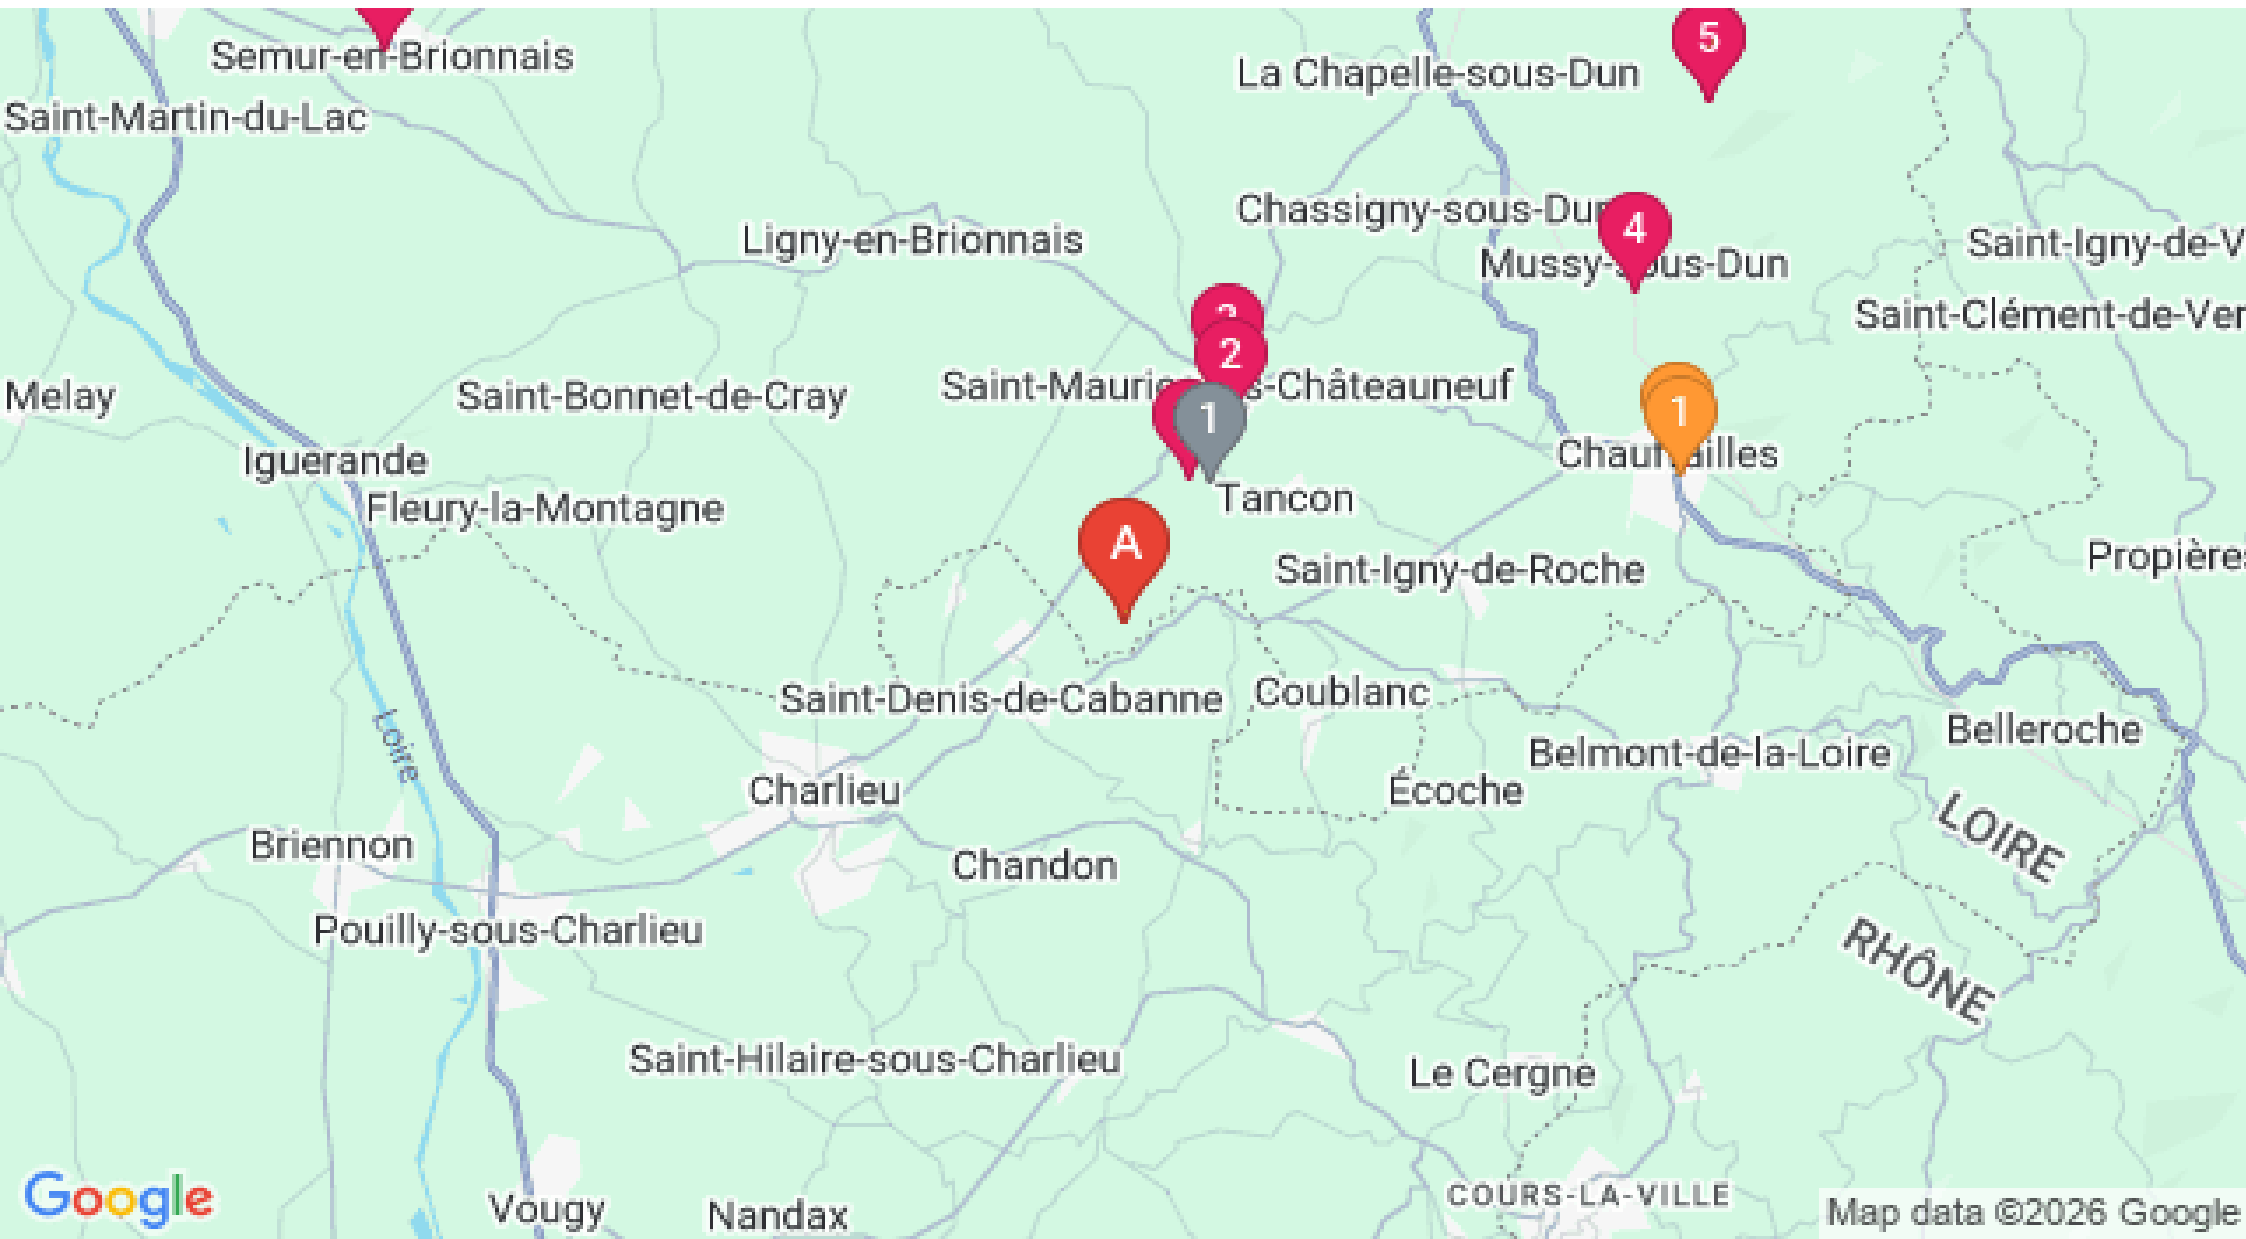 5
Semur-en-Brionnais
La Chapelle-sous-Dun
Saint-Martin-du-Lac
Chassigny-sous-Dun
4
Ligny-en-Brionnais
Mussy-sous-Dun
Saint-Igny-de-V
Saint-Clément-de-Ver
2
Melay
Saint-Bonnet-de-Cray
1
1
Iguerande
Chauffailles
Fleury-la-Montagne
Tancon
A
Saint-Igny-de-Roche
Propières
Saint-Denis-de-Cabanne
Coublanc
Loire
Belleroche
Belmont-de-la-Loire
Charlieu
Écoche
LOIRE
Briennon
Chandon
Pouilly-sous-Charlieu
RHÔNE
Saint-Hilaire-sous-Charlieu
Le Cergne
COURS-LA-VILLE
Google
Vougy
Nandax
Map data ©2026 Google